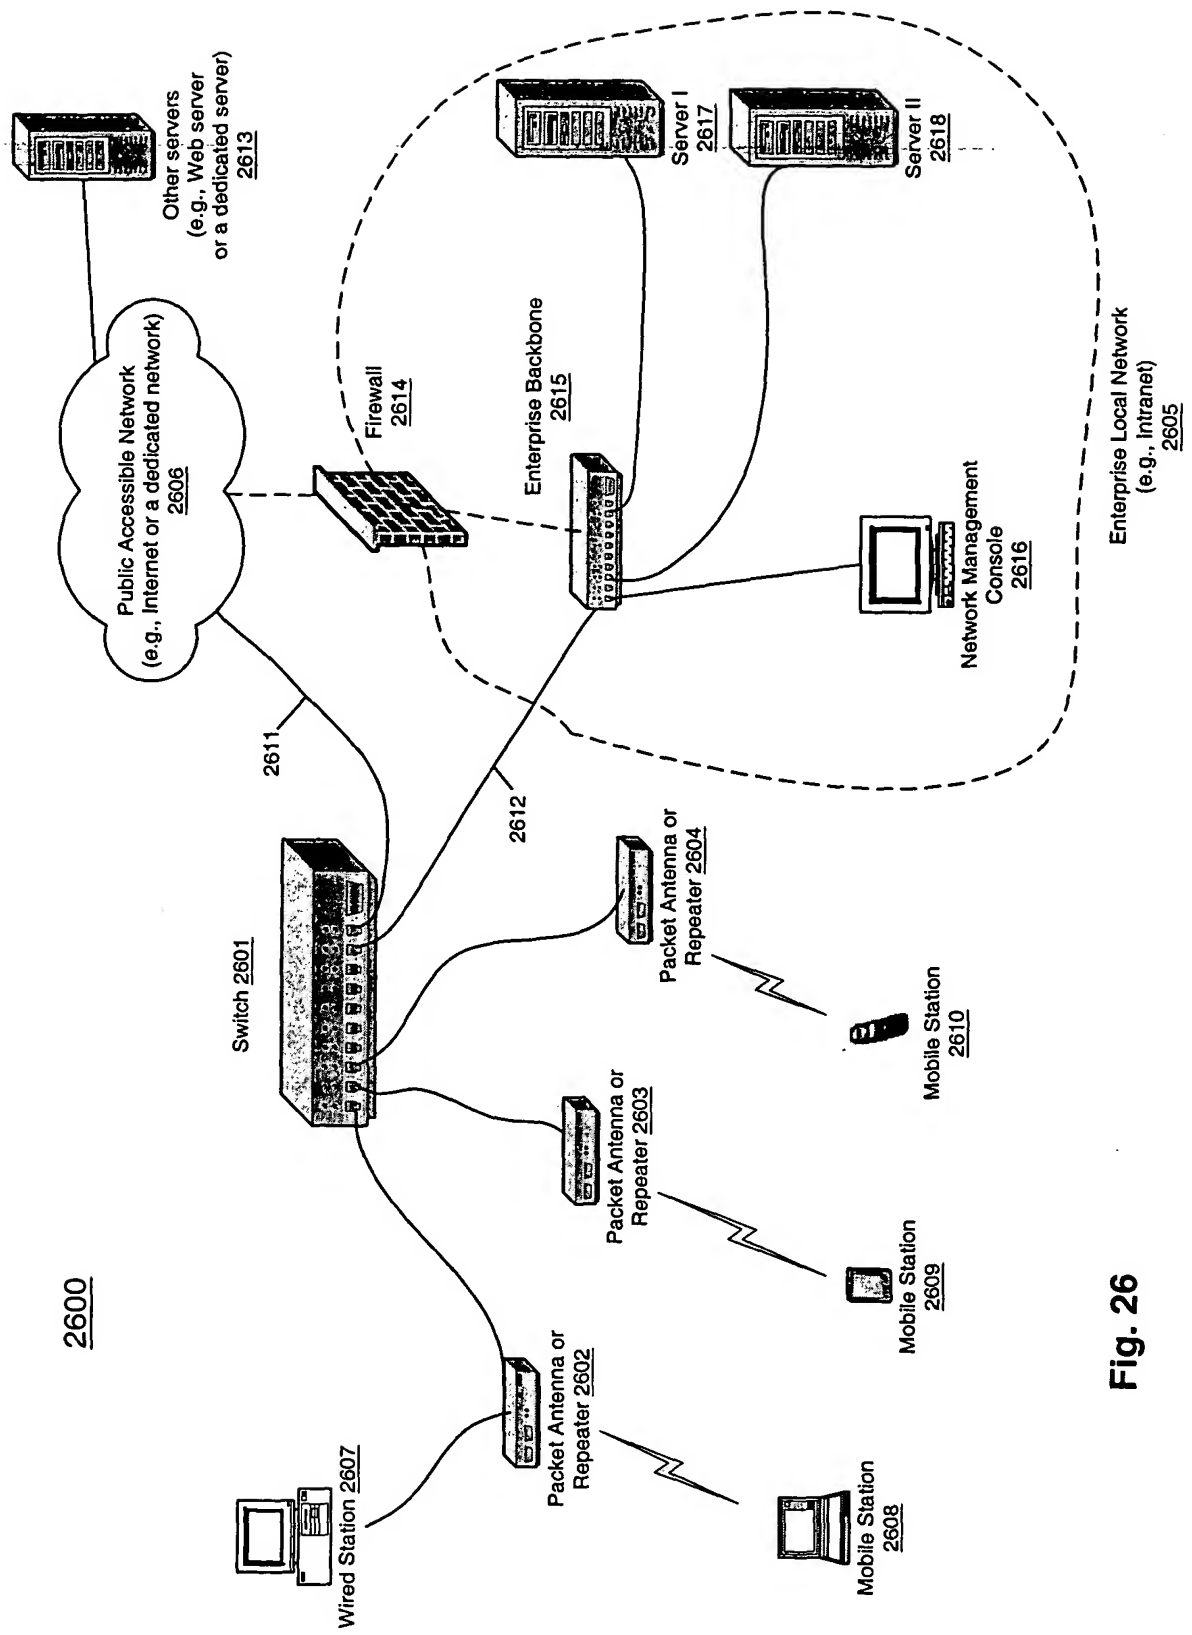 2600
Other servers
(e.g., Web server
or a dedicated server)
2613
Public Accessible Network
(e.g., Internet or a dedicated network)
2606
2611
Switch 2601
Wired Station 2607
Firewall
2614
Enterprise Backbone
2615
2612
Server I
2617
Server II
2618
Packet Antenna or
Repeater 2602
Packet Antenna or
Repeater 2603
Packet Antenna or
Repeater 2604
Mobile Station
2608
Mobile Station
2609
Mobile Station
2610
Network Management
Console
2616
Enterprise Local Network
(e.g., Intranet)
2605
Fig. 26